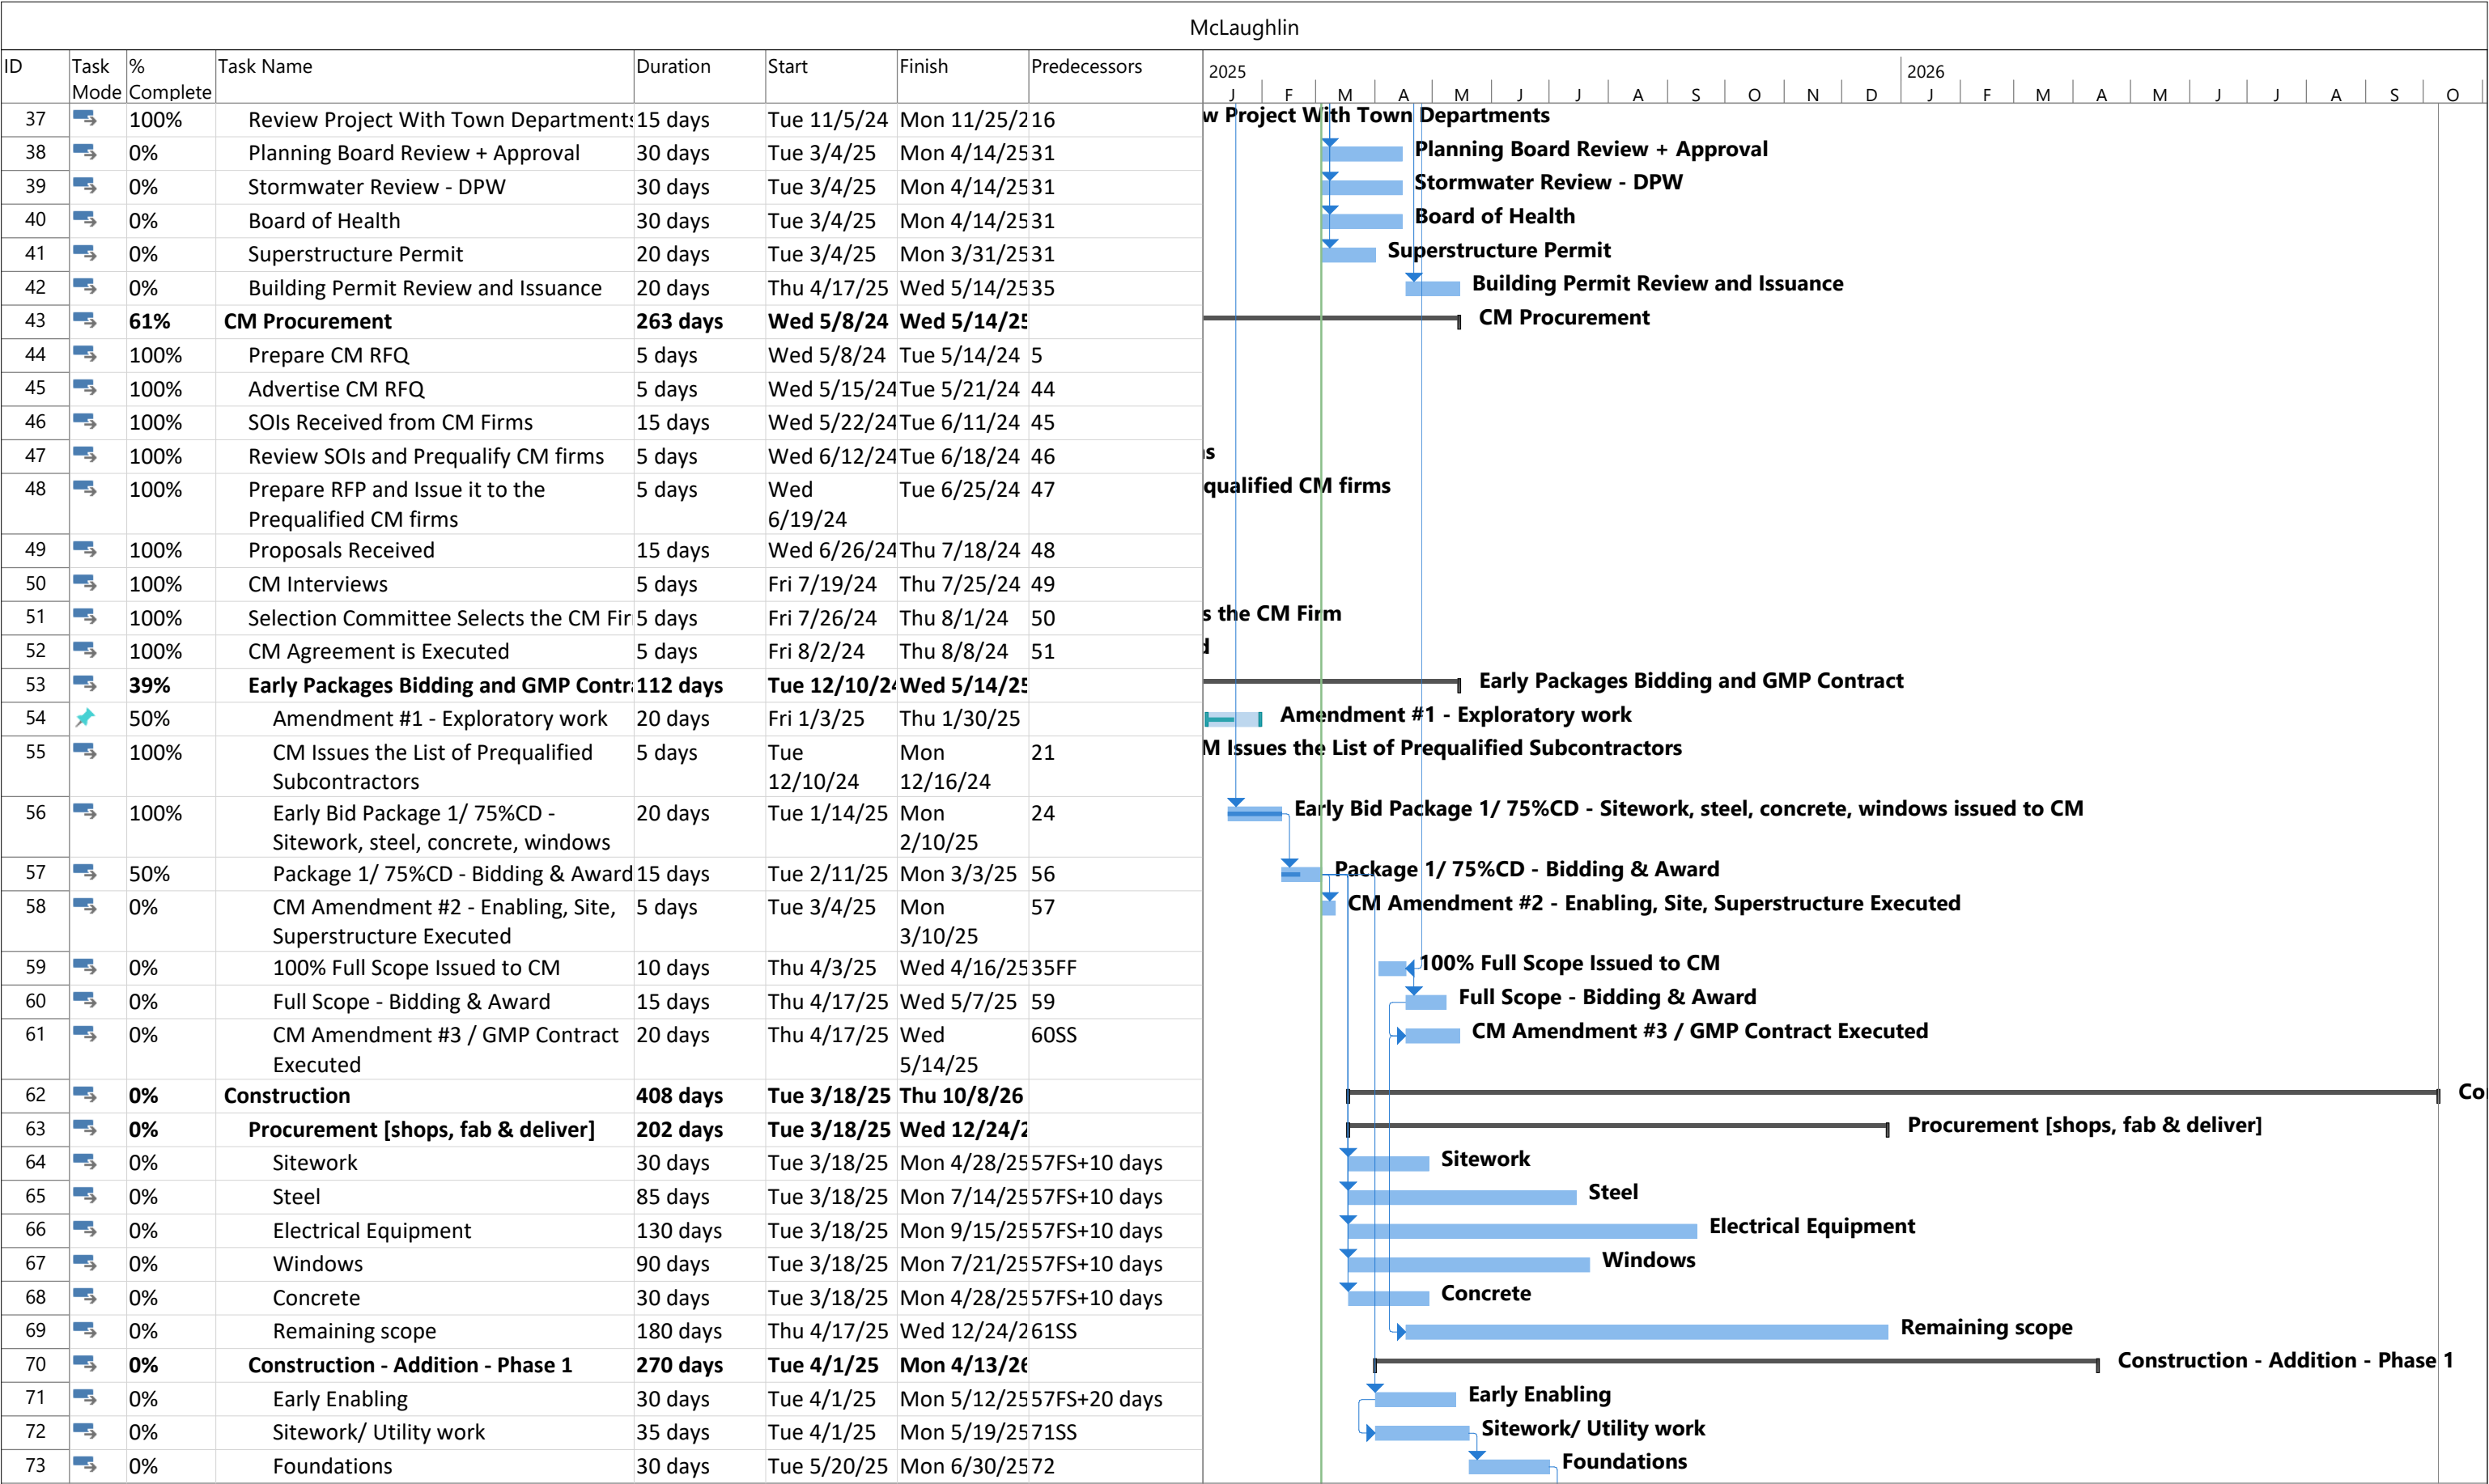 McLaughlin
ID Task Mode % Complete Task Name Duration Start Finish Predecessors
2025 2026
J F M A M J J A S O N D J F M A M J J A S O
37 100% Review Project With Town Departments 15 days Tue 11/5/24 Mon 11/25/2 16 w Project With Town Departments
38 0% Planning Board Review + Approval 30 days Tue 3/4/25 Mon 4/14/25 31 Planning Board Review + Approval
39 0% Stormwater Review - DPW 30 days Tue 3/4/25 Mon 4/14/25 31 Stormwater Review - DPW
40 0% Board of Health 30 days Tue 3/4/25 Mon 4/14/25 31 Board of Health
41 0% Superstructure Permit 20 days Tue 3/4/25 Mon 3/31/25 31 Superstructure Permit
42 0% Building Permit Review and Issuance 20 days Thu 4/17/25 Wed 5/14/25 35 Building Permit Review and Issuance
43 61% CM Procurement 263 days Wed 5/8/24 Wed 5/14/25 CM Procurement
44 100% Prepare CM RFQ 5 days Wed 5/8/24 Tue 5/14/24 5
45 100% Advertise CM RFQ 5 days Wed 5/15/24 Tue 5/21/24 44
46 100% SOIs Received from CM Firms 15 days Wed 5/22/24 Tue 6/11/24 45
47 100% Review SOIs and Prequalify CM firms 5 days Wed 6/12/24 Tue 6/18/24 46 s
48 100% Prepare RFP and Issue it to the 5 days Wed Tue 6/25/24 47 qualified CM firms
Prequalified CM firms 6/19/24
49 100% Proposals Received 15 days Wed 6/26/24 Thu 7/18/24 48
50 100% CM Interviews 5 days Fri 7/19/24 Thu 7/25/24 49
51 100% Selection Committee Selects the CM Fir 5 days Fri 7/26/24 Thu 8/1/24 50 s the CM Firm
52 100% CM Agreement is Executed 5 days Fri 8/2/24 Thu 8/8/24 51 d
53 39% Early Packages Bidding and GMP Contr 112 days Tue 12/10/24 Wed 5/14/25 Early Packages Bidding and GMP Contract
54 50% Amendment #1 - Exploratory work 20 days Fri 1/3/25 Thu 1/30/25 Amendment #1 - Exploratory work
55 100% CM Issues the List of Prequalified 5 days Tue Mon 21 M Issues the List of Prequalified Subcontractors
Subcontractors 12/10/24 12/16/24
56 100% Early Bid Package 1/ 75%CD - 20 days Tue 1/14/25 Mon 24 Early Bid Package 1/ 75%CD - Sitework, steel, concrete, windows issued to CM
Sitework, steel, concrete, windows 2/10/25
57 50% Package 1/ 75%CD - Bidding & Award 15 days Tue 2/11/25 Mon 3/3/25 56 Package 1/ 75%CD - Bidding & Award
58 0% CM Amendment #2 - Enabling, Site, 5 days Tue 3/4/25 Mon 57 CM Amendment #2 - Enabling, Site, Superstructure Executed
Superstructure Executed 3/10/25
59 0% 100% Full Scope Issued to CM 10 days Thu 4/3/25 Wed 4/16/25 35FF 100% Full Scope Issued to CM
60 0% Full Scope - Bidding & Award 15 days Thu 4/17/25 Wed 5/7/25 59 Full Scope - Bidding & Award
61 0% CM Amendment #3 / GMP Contract 20 days Thu 4/17/25 Wed 60SS CM Amendment #3 / GMP Contract Executed
Executed 5/14/25
62 0% Construction 408 days Tue 3/18/25 Thu 10/8/26 Co
63 0% Procurement [shops, fab & deliver] 202 days Tue 3/18/25 Wed 12/24/2 Procurement [shops, fab & deliver]
64 0% Sitework 30 days Tue 3/18/25 Mon 4/28/25 57FS+10 days Sitework
65 0% Steel 85 days Tue 3/18/25 Mon 7/14/25 57FS+10 days Steel
66 0% Electrical Equipment 130 days Tue 3/18/25 Mon 9/15/25 57FS+10 days Electrical Equipment
67 0% Windows 90 days Tue 3/18/25 Mon 7/21/25 57FS+10 days Windows
68 0% Concrete 30 days Tue 3/18/25 Mon 4/28/25 57FS+10 days Concrete
69 0% Remaining scope 180 days Thu 4/17/25 Wed 12/24/2 61SS Remaining scope
70 0% Construction - Addition - Phase 1 270 days Tue 4/1/25 Mon 4/13/26 Construction - Addition - Phase 1
71 0% Early Enabling 30 days Tue 4/1/25 Mon 5/12/25 57FS+20 days Early Enabling
72 0% Sitework/ Utility work 35 days Tue 4/1/25 Mon 5/19/25 71SS Sitework/ Utility work
73 0% Foundations 30 days Tue 5/20/25 Mon 6/30/25 72 Foundations